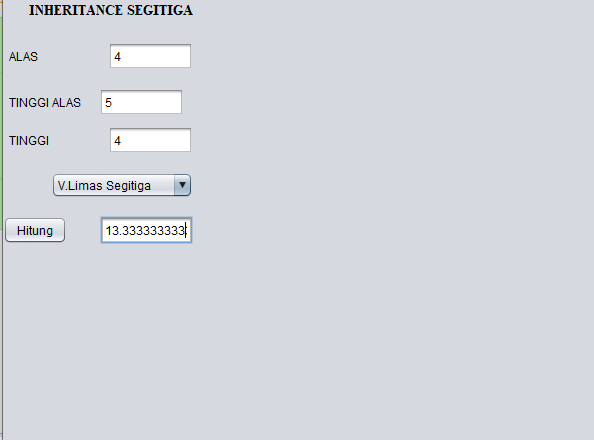 INHERITANCE SEGITIGA
ALAS 4
TINGGI ALAS 5
TINGGI 4
V.Limas Segitiga
Hitung 13.333333333